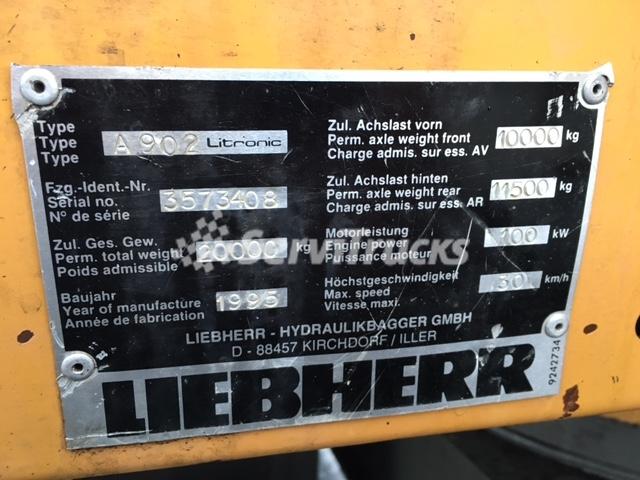 Type
Type A902 Litronic
Type
Fzg.-Ident.-Nr.
Serial no. 3573408
N° de série
Zul. Ges. Gew.
Perm. total weight 20000 kg
Poids admissible
Baujahr
Year of manufacture 1995
Année de fabrication
Zul. Achslast vorn
Perm. axle weight front 10000 kg
Charge admis. sur ess. AV
Zul. Achslast hinten
Perm. axle weight rear 11500 kg
Charge admis. sur ess. AR
Motorleistung
Engine power 100 kW
Puissance moteur
Höchstgeschwindigkeit
Max. speed 30 km/h
Vitesse maxi.
LIEBHERR - HYDRAULIKBAGGER GMBH
D - 88457 KIRCHDORF / ILLER
LIEBHERR
9242734
ServiTrucks